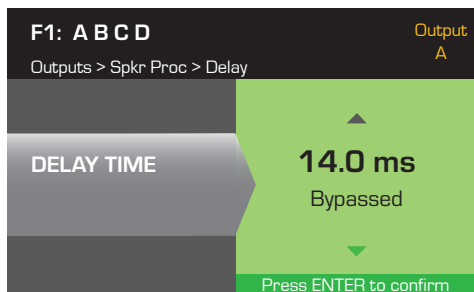 F1: A B C D
Output
A
Outputs > Spkr Proc > Delay
DELAY TIME
14.0 ms
Bypassed
Press ENTER to confirm